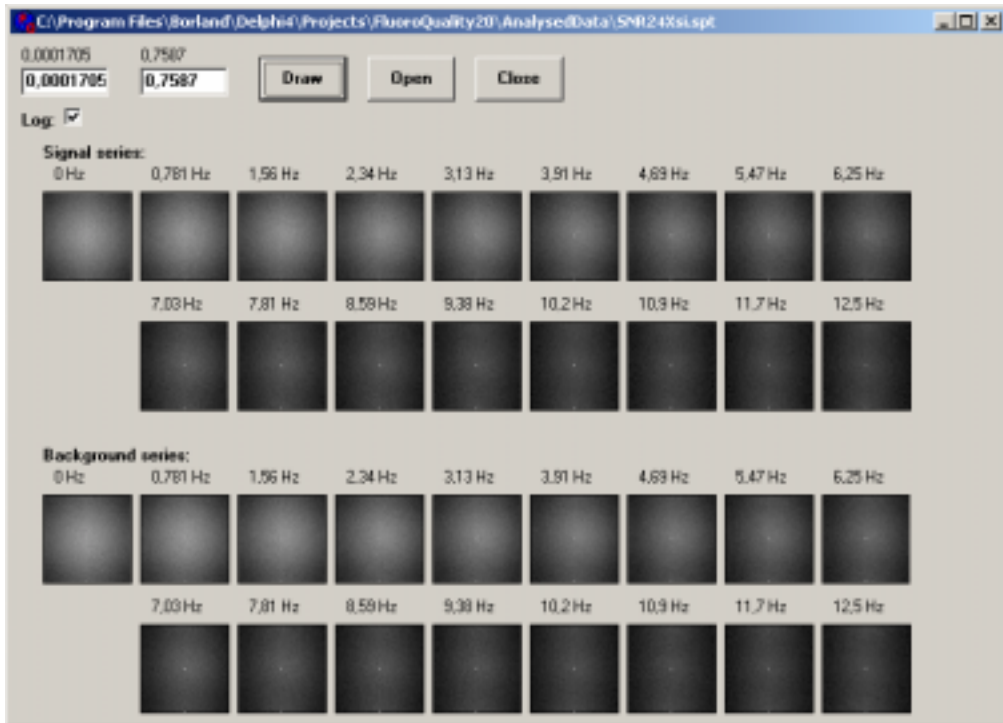 C:\Program Files\Borland\Delphi4\Projects\FluoroQuality20\AnalysedData\SNR24Xsi.spt
0,0001705 0,7587
0,0001705 0,7587 Draw Open Close
Log:
Signal series:
0 Hz 0,781 Hz 1,56 Hz 2,34 Hz 3,13 Hz 3,91 Hz 4,69 Hz 5,47 Hz 6,25 Hz
7,03 Hz 7,81 Hz 8,59 Hz 9,38 Hz 10,2 Hz 10,9 Hz 11,7 Hz 12,5 Hz
Background series:
0 Hz 0,781 Hz 1,56 Hz 2,34 Hz 3,13 Hz 3,91 Hz 4,69 Hz 5,47 Hz 6,25 Hz
7,03 Hz 7,81 Hz 8,59 Hz 9,38 Hz 10,2 Hz 10,9 Hz 11,7 Hz 12,5 Hz